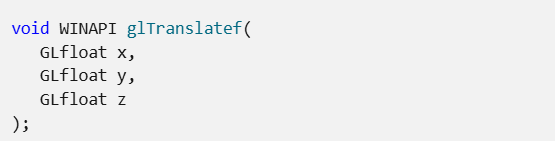 void WINAPI glTranslatef(
   GLfloat x,
   GLfloat y,
   GLfloat z
);